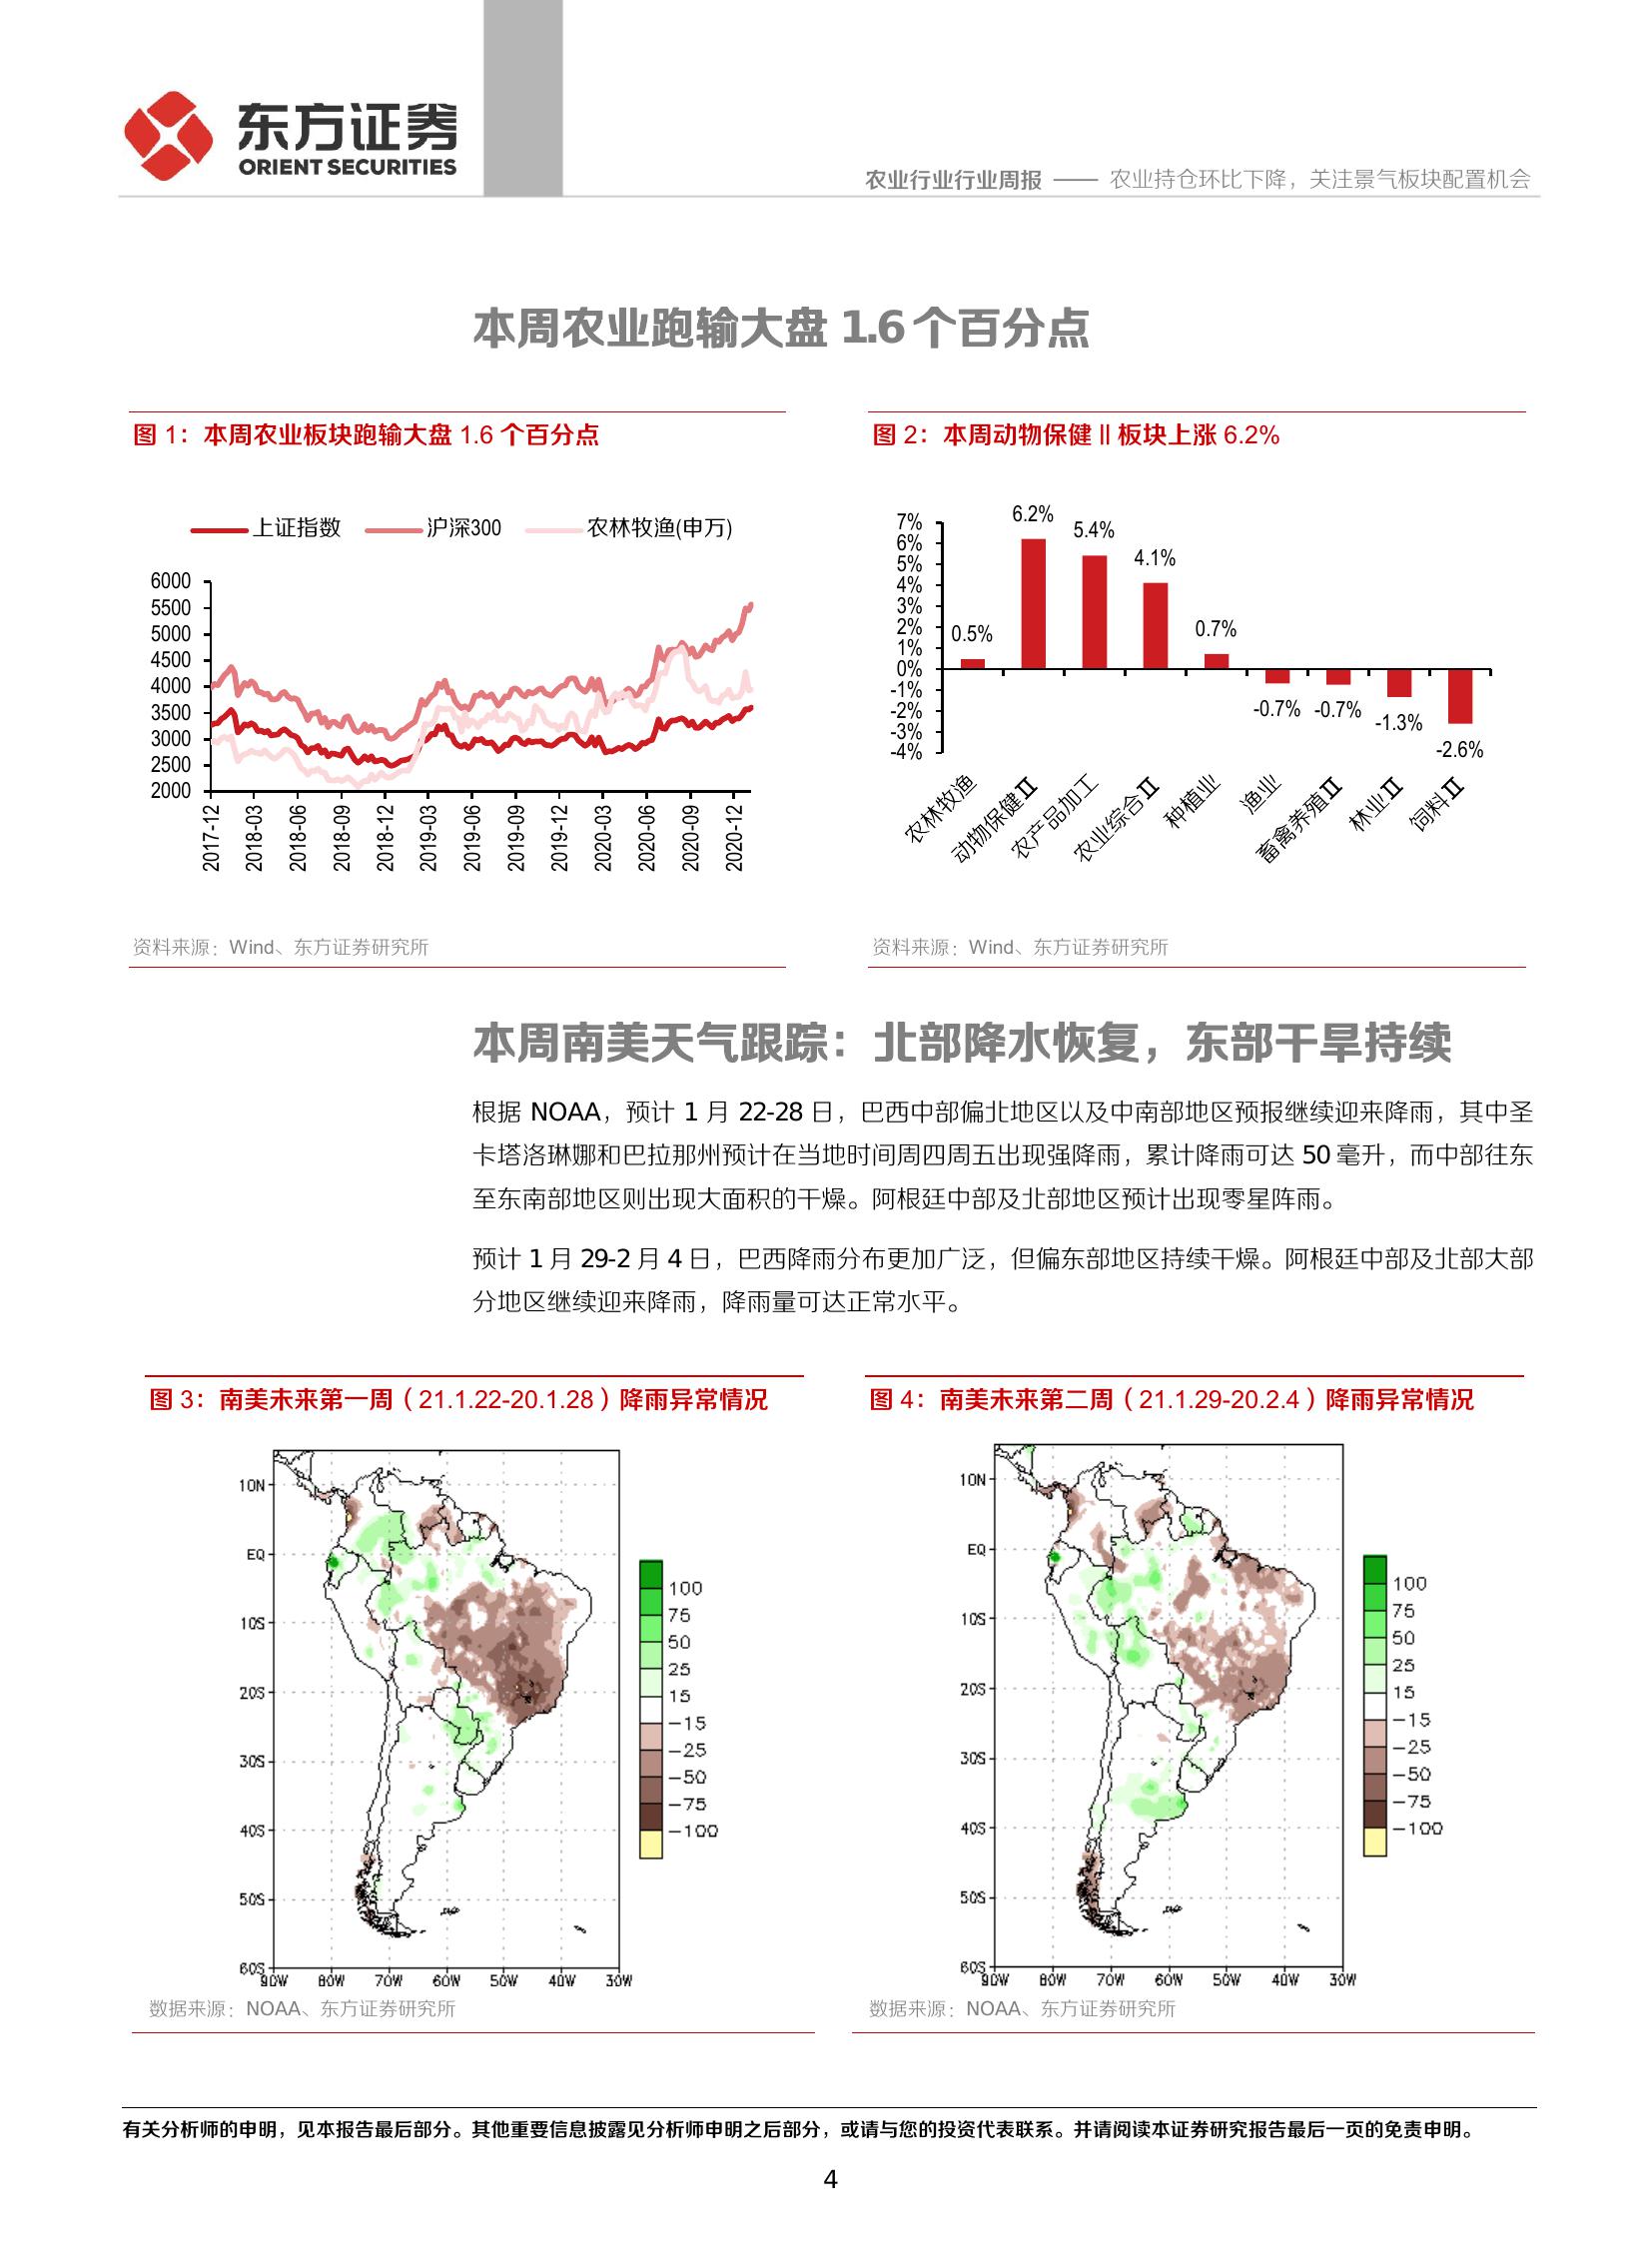 东方证券
ORIENT SECURITIES
农业行业行业周报 —— 农业持仓环比下降，关注景气板块配置机会
本周农业跑输大盘 1.6 个百分点
图 1：本周农业板块跑输大盘 1.6 个百分点
上证指数 沪深300 农林牧渔(申万)
6000
5500
5000
4500
4000
3500
3000
2500
2000
2017-12 2018-03 2018-06 2018-09 2018-12 2019-03 2019-06 2019-09 2019-12 2020-03 2020-06 2020-09 2020-12
资料来源：Wind、东方证券研究所
图 2：本周动物保健Ⅱ板块上涨 6.2%
7%
6%
5%
4%
3%
2%
1%
0%
-1%
-2%
-3%
-4%
0.5% 6.2% 5.4% 4.1% 0.7% -0.7% -0.7% -1.3% -2.6%
农林牧渔 动物保健Ⅱ 农产品加工 农业综合Ⅱ 种植业 渔业 畜禽养殖Ⅱ 林业Ⅱ 饲料Ⅱ
资料来源：Wind、东方证券研究所
本周南美天气跟踪：北部降水恢复，东部干旱持续
根据 NOAA，预计 1 月 22-28 日，巴西中部偏北地区以及中南部地区预报继续迎来降雨，其中圣
卡塔洛琳娜和巴拉那州预计在当地时间周四周五出现强降雨，累计降雨可达 50 毫升，而中部往东
至东南部地区则出现大面积的干燥。阿根廷中部及北部地区预计出现零星阵雨。
预计 1 月 29-2 月 4 日，巴西降雨分布更加广泛，但偏东部地区持续干燥。阿根廷中部及北部大部
分地区继续迎来降雨，降雨量可达正常水平。
图 3：南美未来第一周（21.1.22-20.1.28）降雨异常情况
10N
EQ
10S
20S
30S
40S
50S
60S
90W 80W 70W 60W 50W 40W 30W
100
75
50
25
15
-15
-25
-50
-75
-100
数据来源：NOAA、东方证券研究所
图 4：南美未来第二周（21.1.29-20.2.4）降雨异常情况
10N
EQ
10S
20S
30S
40S
50S
60S
90W 80W 70W 60W 50W 40W 30W
100
75
50
25
15
-15
-25
-50
-75
-100
数据来源：NOAA、东方证券研究所
有关分析师的申明，见本报告最后部分。其他重要信息披露见分析师申明之后部分，或请与您的投资代表联系。并请阅读本证券研究报告最后一页的免责申明。
4